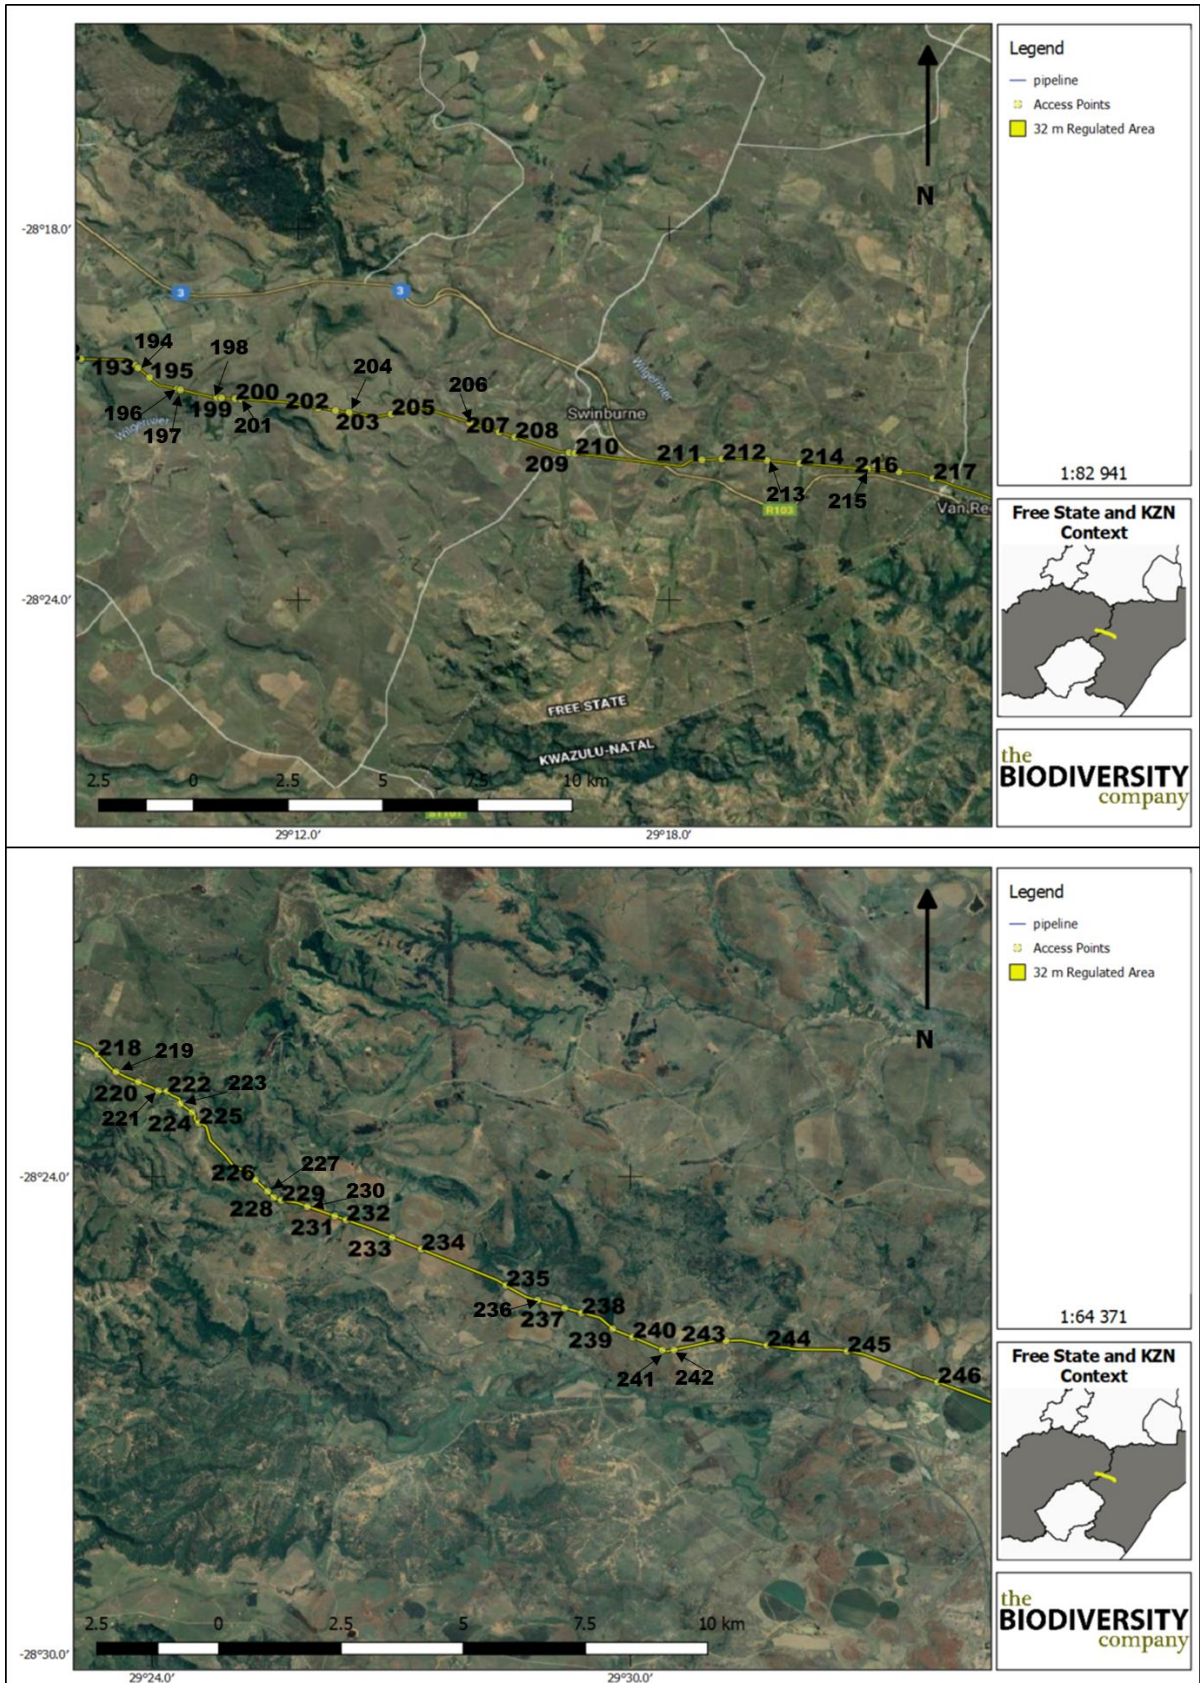 Legend
pipeline
Access Points
32 m Regulated Area
N
-28°18.0'
3
3
Wilgerivier
194
193
195
198
204
196
199
200
202
206
205
197
201
203
Wilgerivier
207
208
Swinburne
209
210
211
212
214
216
217
213
215
R103
Van Re
1:82 941
Free State and KZN
Context
-28°24.0'
FREE STATE
KWAZULU-NATAL
2.5 0 2.5 5 7.5 10 km
29°12.0' 29°18.0'
the
BIODIVERSITY
company
Legend
pipeline
Access Points
32 m Regulated Area
N
218
219
220
222
223
221
224
225
-28°24.0'
226
227
228
229
230
231
232
233
234
235
236
237
238
239
240
243
244
245
241
242
246
1:64 371
Free State and KZN
Context
2.5 0 2.5 5 7.5 10 km
-28°30.0'
29°24.0' 29°30.0'
the
BIODIVERSITY
company